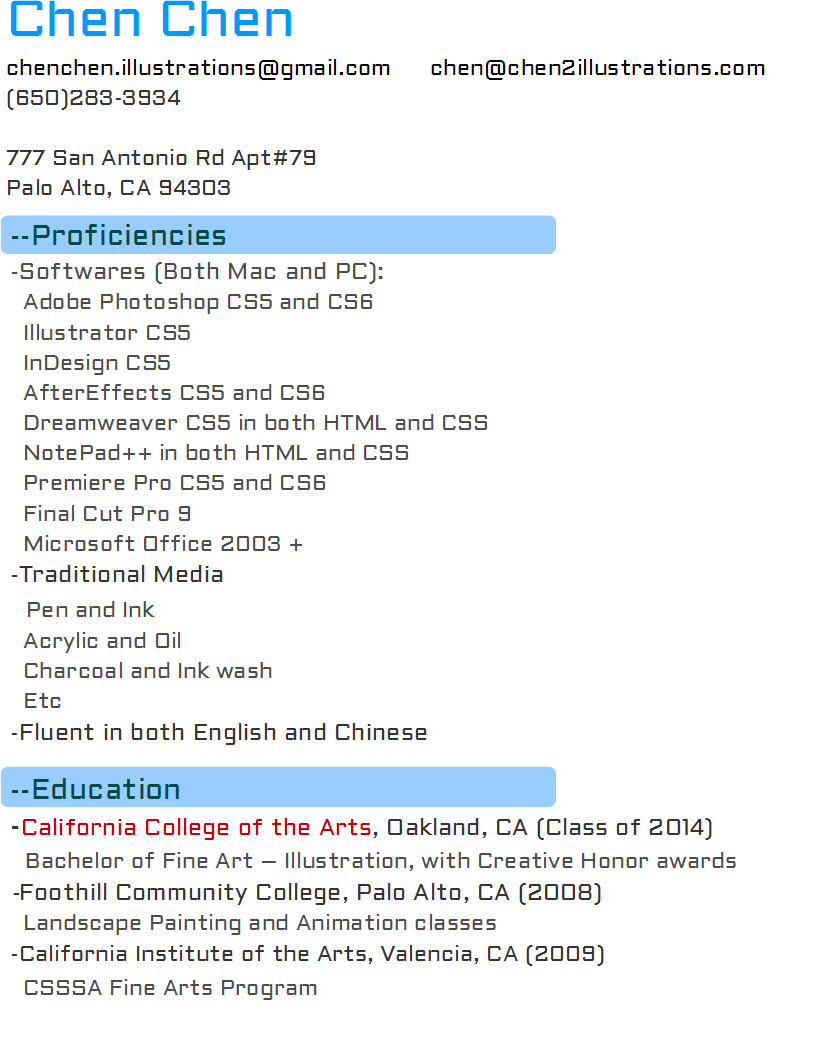 Chen Chen
chenchen.illustrations@gmail.com chen@chen2illustrations.com
(650)283-3934
777 San Antonio Rd Apt#79
Palo Alto, CA 94303
--Proficiencies
-Softwares (Both Mac and PC):
Adobe Photoshop CS5 and CS6
Illustrator CS5
InDesign CS5
AfterEffects CS5 and CS6
Dreamweaver CS5 in both HTML and CSS
NotePad++ in both HTML and CSS
Premiere Pro CS5 and CS6
Final Cut Pro 9
Microsoft Office 2003 +
-Traditional Media
Pen and Ink
Acrylic and Oil
Charcoal and Ink wash
Etc
-Fluent in both English and Chinese
--Education
-California College of the Arts, Oakland, CA (Class of 2014)
Bachelor of Fine Art – Illustration, with Creative Honor awards
-Foothill Community College, Palo Alto, CA (2008)
Landscape Painting and Animation classes
-California Institute of the Arts, Valencia, CA (2009)
CSSSA Fine Arts Program